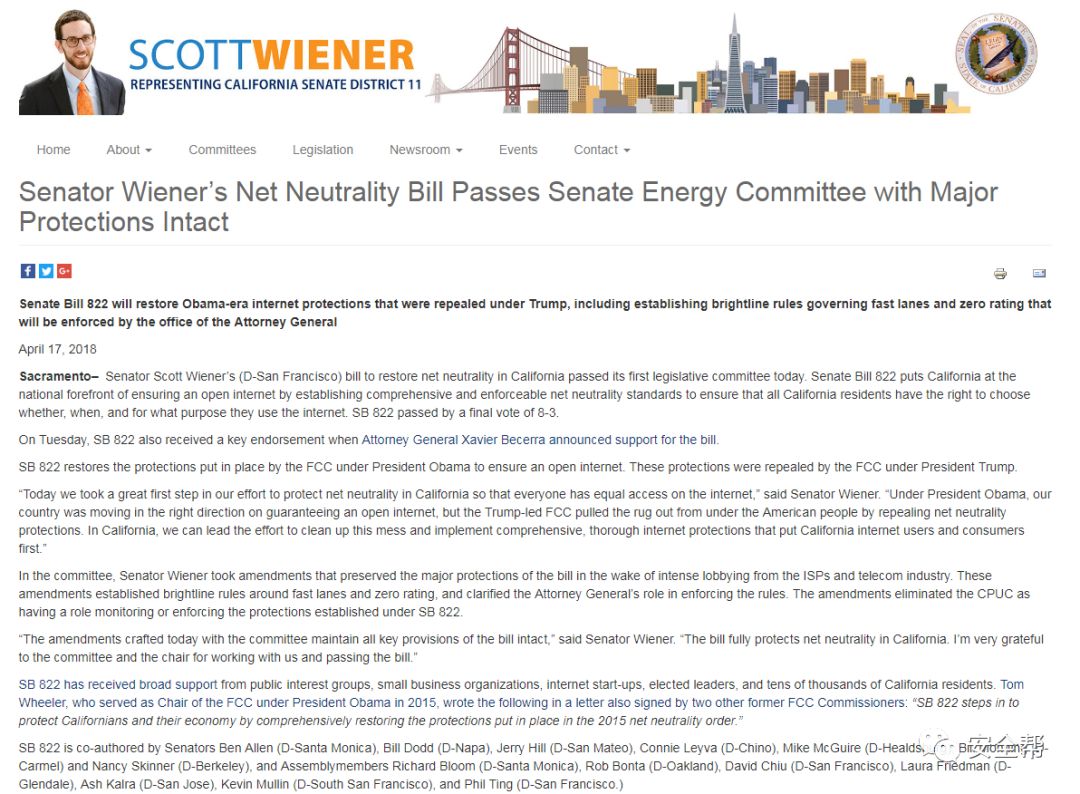 SCOTTWIENER
REPRESENTING CALIFORNIA SENATE DISTRICT 11
SEAL OF THE SENATE
STATE OF CALIFORNIA
LEGIS
Home About Committees Legislation Newsroom Events Contact
Senator Wiener’s Net Neutrality Bill Passes Senate Energy Committee with Major
Protections Intact
Senate Bill 822 will restore Obama-era internet protections that were repealed under Trump, including establishing brightline rules governing fast lanes and zero rating that
will be enforced by the office of the Attorney General
April 17, 2018
Sacramento– Senator Scott Wiener’s (D-San Francisco) bill to restore net neutrality in California passed its first legislative committee today. Senate Bill 822 puts California at the
national forefront of ensuring an open internet by establishing comprehensive and enforceable net neutrality standards to ensure that all California residents have the right to choose
whether, when, and for what purpose they use the internet. SB 822 passed by a final vote of 8-3.
On Tuesday, SB 822 also received a key endorsement when Attorney General Xavier Becerra announced support for the bill.
SB 822 restores the protections put in place by the FCC under President Obama to ensure an open internet. These protections were repealed by the FCC under President Trump.
“Today we took a great first step in our effort to protect net neutrality in California so that everyone has equal access on the internet,” said Senator Wiener. “Under President Obama, our
country was moving in the right direction on guaranteeing an open internet, but the Trump-led FCC pulled the rug out from under the American people by repealing net neutrality
protections. In California, we can lead the effort to clean up this mess and implement comprehensive, thorough internet protections that put California internet users and consumers
first.”
In the committee, Senator Wiener took amendments that preserved the major protections of the bill in the wake of intense lobbying from the ISPs and telecom industry. These
amendments established brightline rules around fast lanes and zero rating, and clarified the Attorney General’s role in enforcing the rules. The amendments eliminated the CPUC as
having a role monitoring or enforcing the protections established under SB 822.
“The amendments crafted today with the committee maintain all key provisions of the bill intact,” said Senator Wiener. “The bill fully protects net neutrality in California. I’m very grateful
to the committee and the chair for working with us and passing the bill.”
SB 822 has received broad support from public interest groups, small business organizations, internet start-ups, elected leaders, and tens of thousands of California residents. Tom
Wheeler, who served as Chair of the FCC under President Obama in 2015, wrote the following in a letter also signed by two other former FCC Commissioners: “SB 822 steps in to
protect Californians and their economy by comprehensively restoring the protections put in place in the 2015 net neutrality order.”
SB 822 is co-authored by Senators Ben Allen (D-Santa Monica), Bill Dodd (D-Napa), Jerry Hill (D-San Mateo), Connie Leyva (D-Chino), Mike McGuire
Carmel) and Nancy Skinner (D-Berkeley), and Assemblymembers Richard Bloom (D-Santa Monica), Rob Bonta (D-Oakland), David Chiu (D-San Francisco), Laura Friedman (D-
Glendale), Ash Kalra (D-San Jose), Kevin Mullin (D-South San Francisco), and Phil Ting (D-San Francisco.)
安全帮